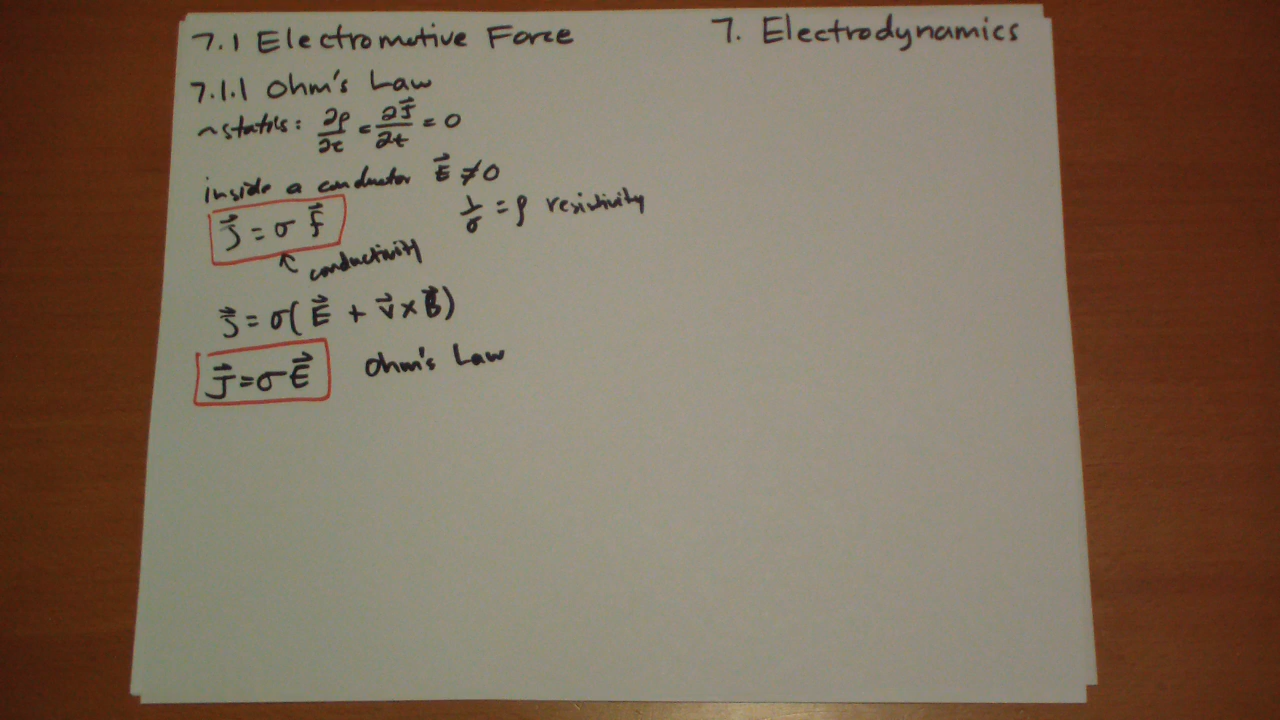 7. Electrodynamics
7.1 Electromotive Force
7.1.1 Ohm's Law
~statics: ∂ρ/∂t = ∂J⃗/∂t = 0
inside a conductor E⃗ ≠ 0
J⃗ = σ f⃗
1/σ = ρ resistivity
↖ conductivity
J⃗ = σ(E⃗ + v⃗ × B⃗)
J⃗ = σE⃗ Ohm's Law